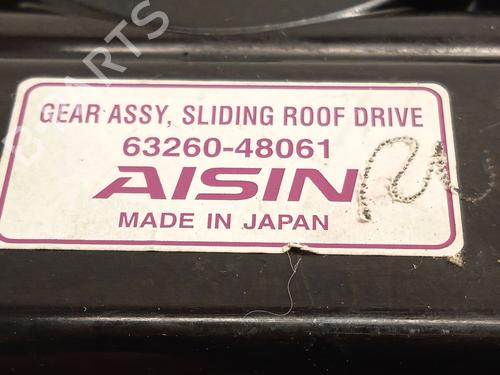 GEAR ASSY, SLIDING ROOF DRIVE
63260-48061
AISIN
MADE IN JAPAN